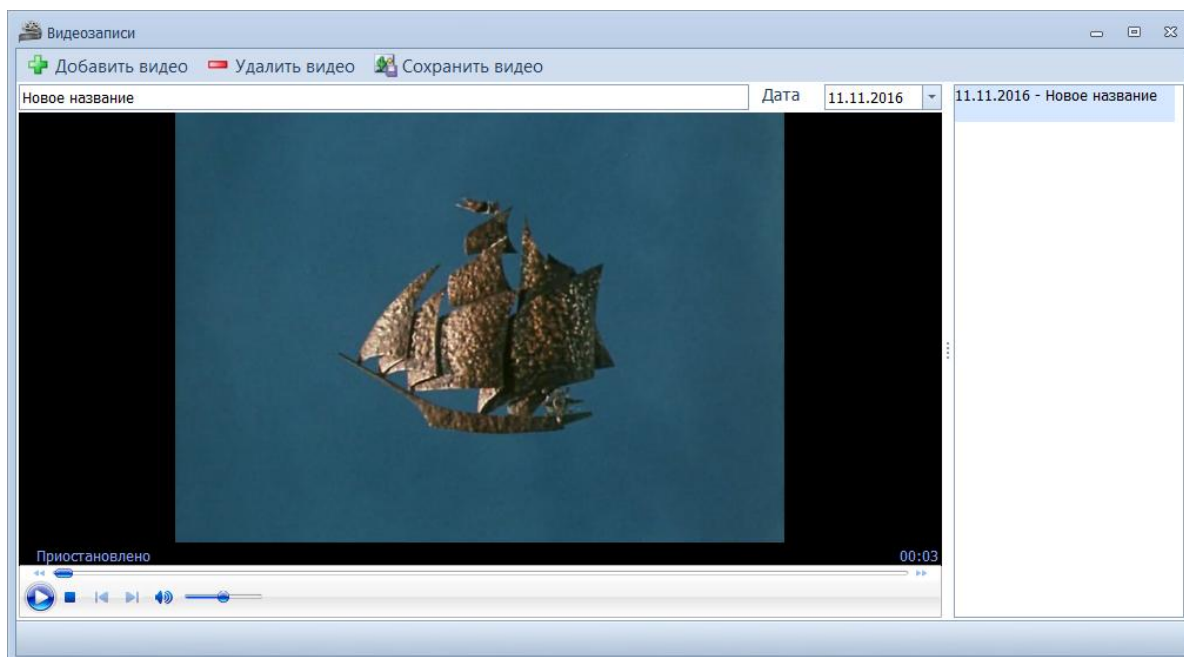 Видеозаписи
Добавить видео Удалить видео Сохранить видео
Новое название Дата 11.11.2016 11.11.2016 - Новое название
Приостановлено 00:03